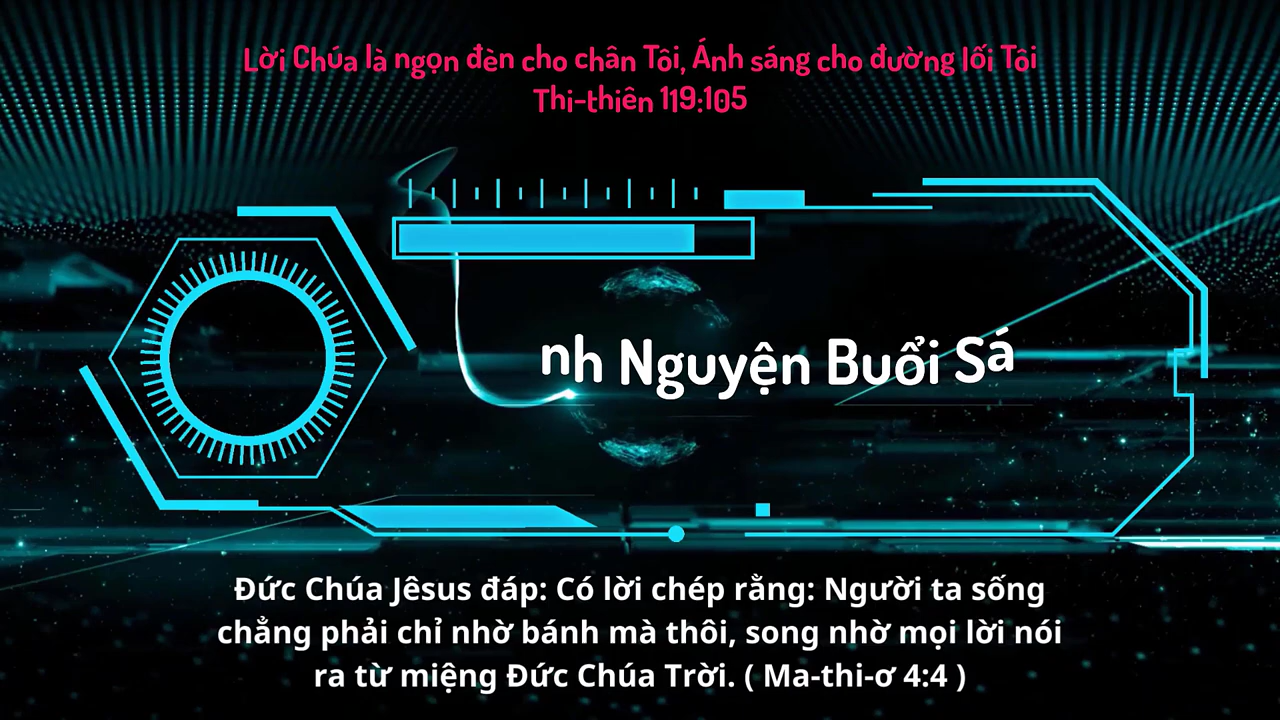 Lời Chúa là ngọn đèn cho chân Tôi, Ánh sáng cho đường lối Tôi
Thi-thiên 119:105
nh Nguyện Buổi Sá
Đức Chúa Jêsus đáp: Có lời chép rằng: Người ta sống
chẳng phải chỉ nhờ bánh mà thôi, song nhờ mọi lời nói
ra từ miệng Đức Chúa Trời. ( Ma-thi-ơ 4:4 )